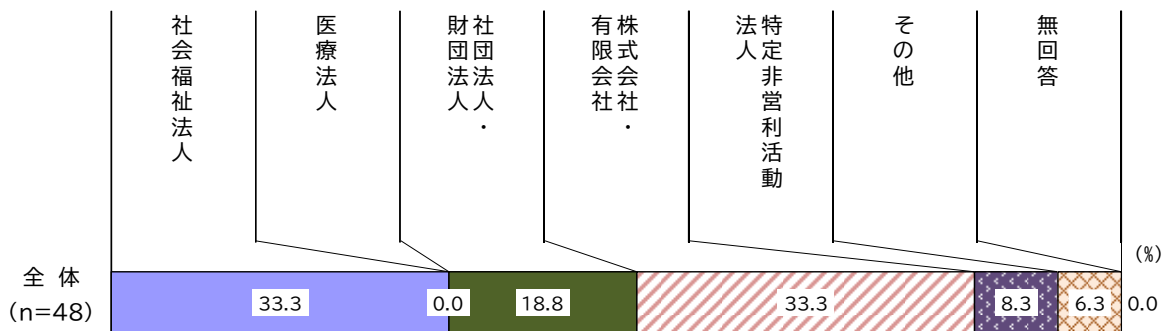 社会福祉法人
医療法人
社団法人・
財団法人
株式会社・
有限会社
特定非営利活動
法人
その他
無回答
(%)
全 体
(n=48)
33.3
0.0
18.8
33.3
8.3
6.3
0.0